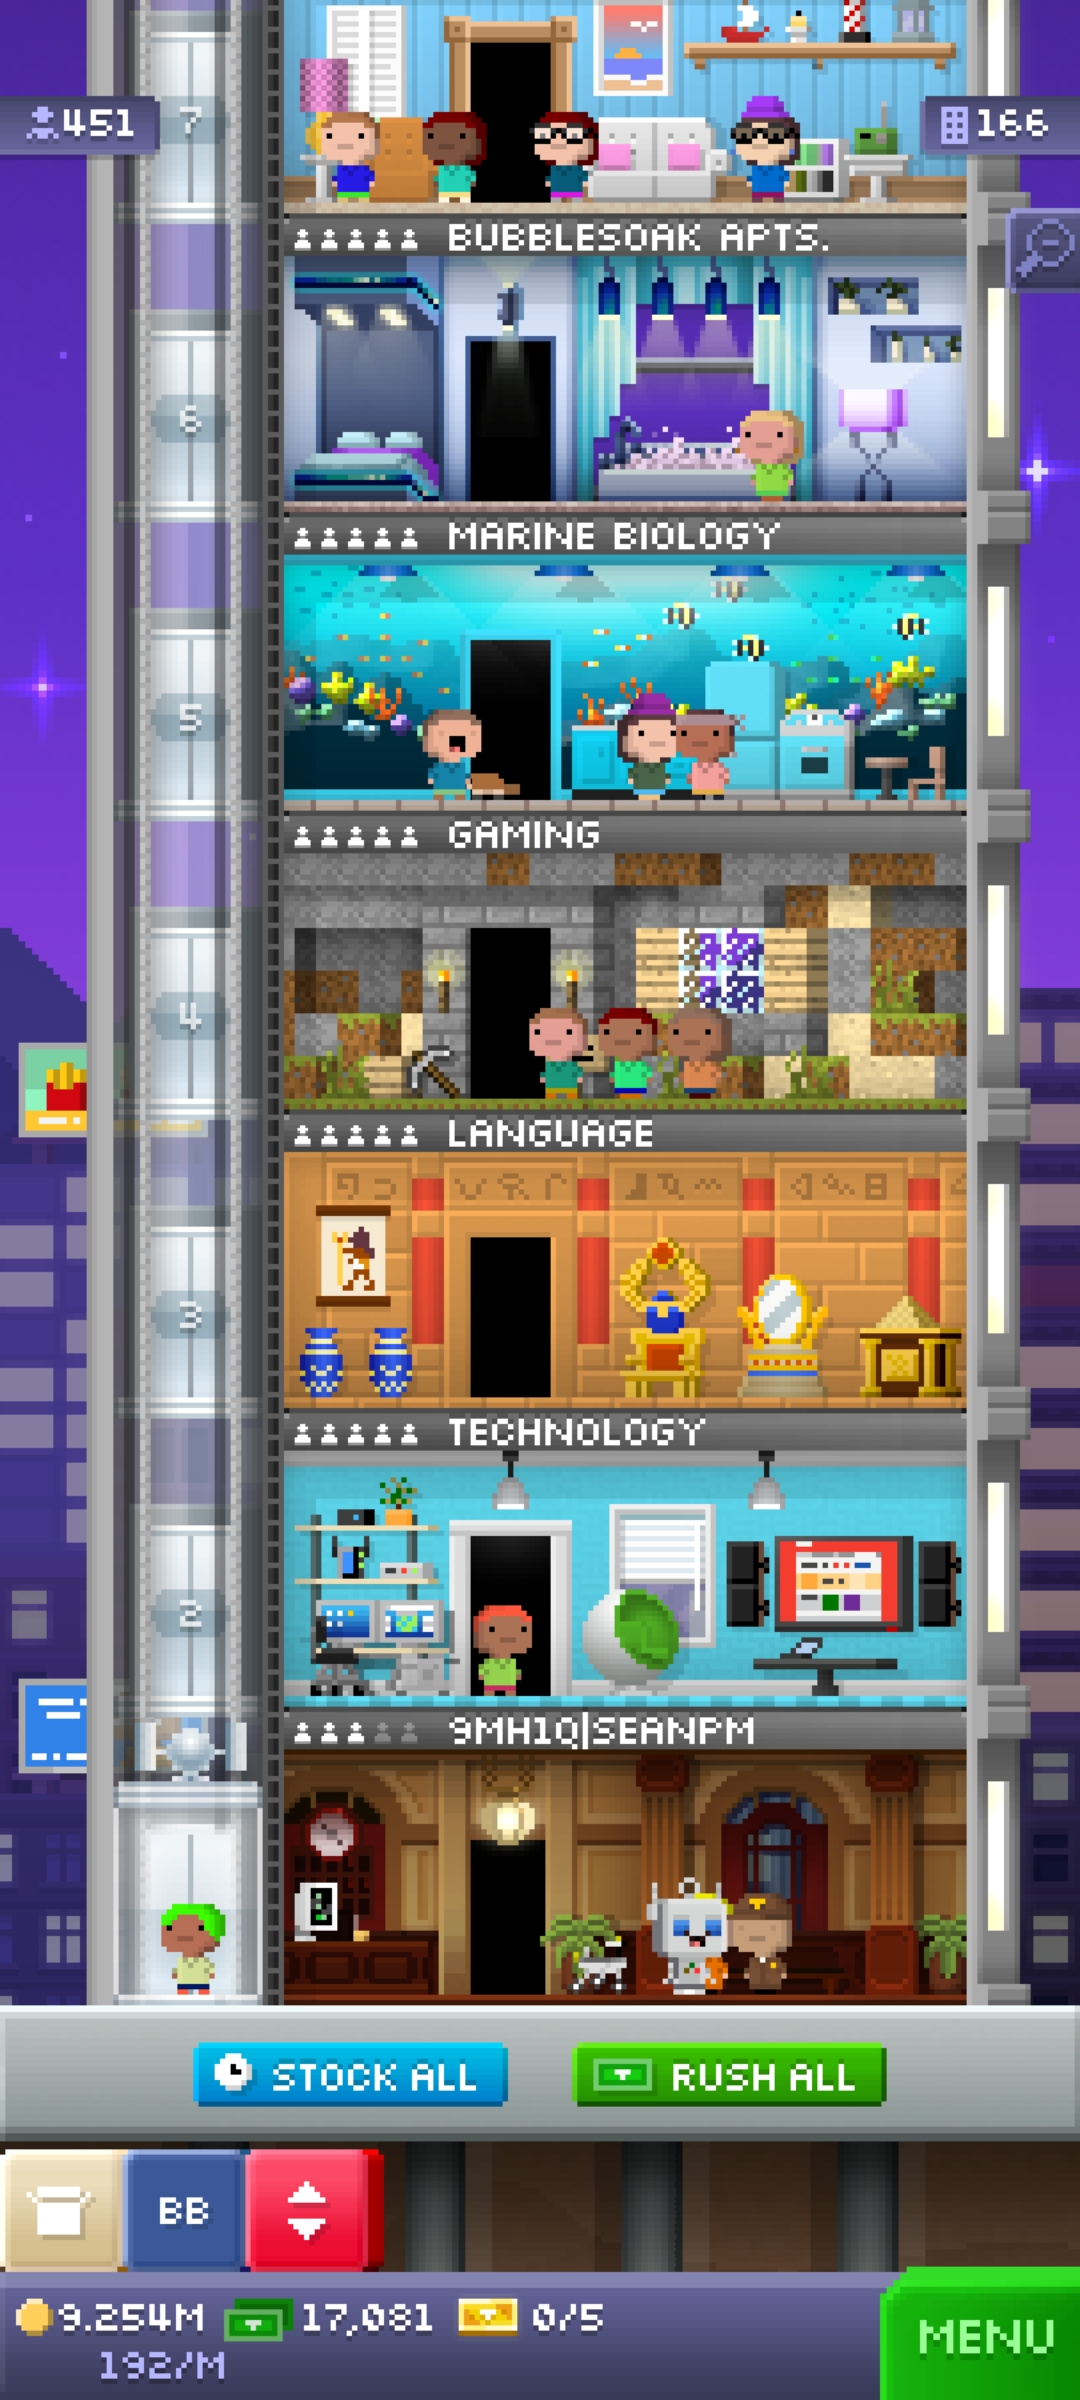 451
7
166
BUBBLESOAK APTS.
6
MARINE BIOLOGY
5
GAMING
4
LANGUAGE
3
TECHNOLOGY
2
9MH1Q|SEANPM
STOCK ALL
RUSH ALL
BB
9.254M 17,081 0/5
192/M
MENU